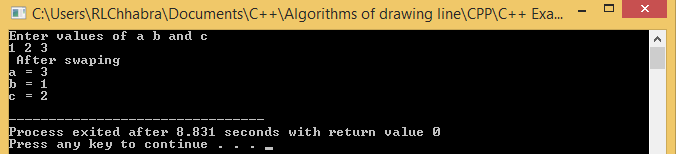 C:\Users\RLChhabra\Documents\C++\Algorithms of drawing line\CPP\C++ Exa...
Enter values of a b and c
1 2 3
After swaping
a = 3
b = 1
c = 2
--------------------------------
Process exited after 8.831 seconds with return value 0
Press any key to continue . . .